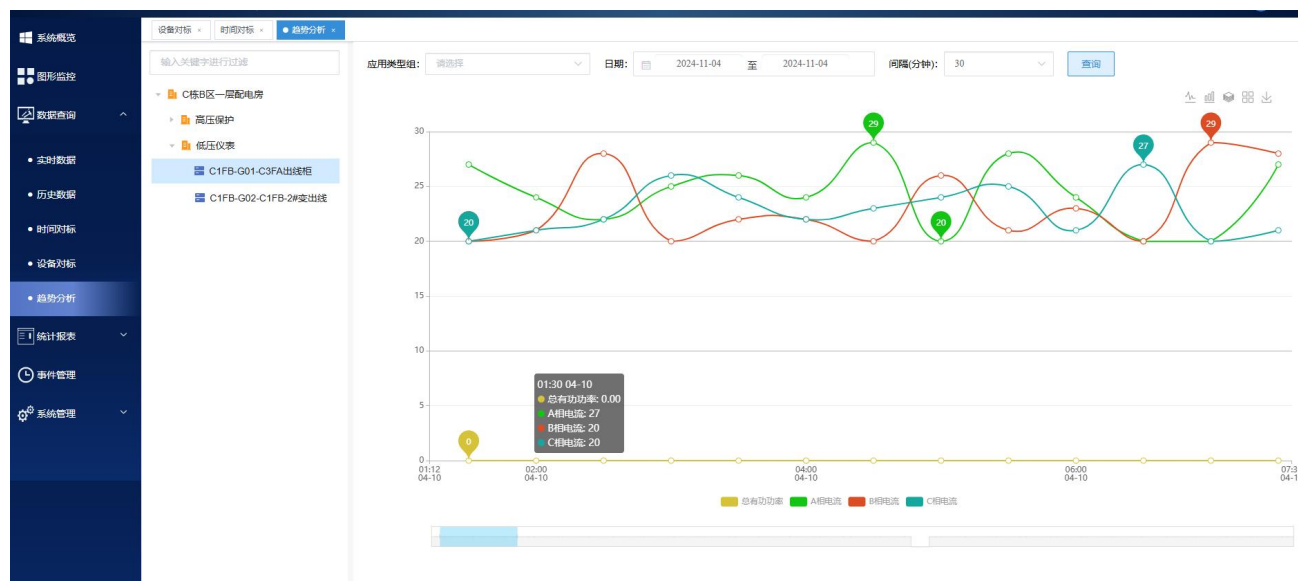 系统概览
图形监控
数据查询
实时数据
历史数据
时间对标
设备对标
趋势分析
统计报表
事件管理
系统管理
设备对标 × 时间对标 × 趋势分析 ×
输入关键字进行过滤
C栋B区一层配电房
高压保护
低压仪表
C1FB-G01-C3FA出线柜
C1FB-G02-C1FB-2#变出线
应用类型组: 请选择 日期: 2024-11-04 至 2024-11-04 间隔(分钟): 30 查询
30
25
20
15
10
5
0
29
29
27
20
20
0
01:30 04-10
总有功功率: 0.00
A相电流: 27
B相电流: 20
C相电流: 20
01:12 02:00 04:00 06:00 07:3
04-10 04-10 04-10 04-10 04-1
总有功功率 A相电流 B相电流 C相电流